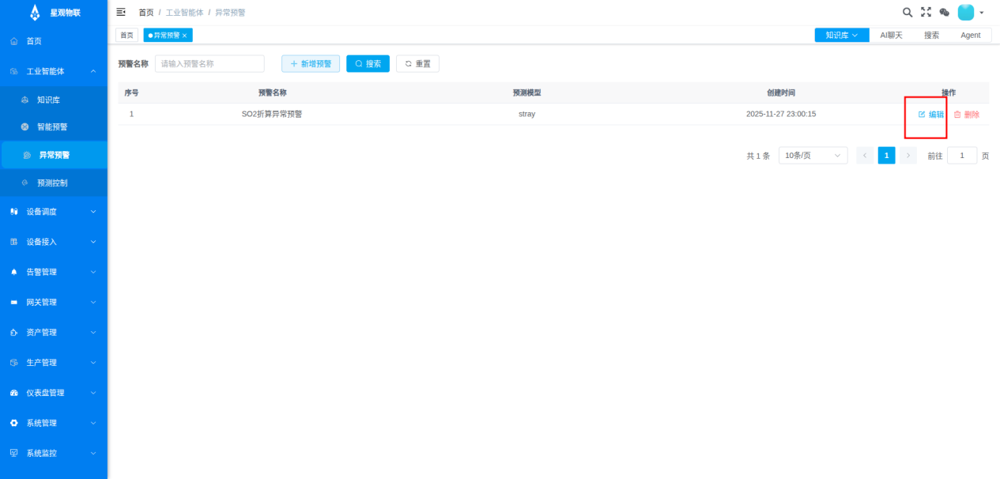 星观物联
首页 / 工业智能体 / 异常预警
首页
异常预警
知识库
AI聊天
搜索
Agent
首页
工业智能体
知识库
智能预警
异常预警
预测控制
设备调度
设备接入
告警管理
网关管理
资产管理
生产管理
仪表盘管理
系统管理
系统监控
预警名称 请输入预警名称 新增预警 搜索 重置
序号 预警名称 预测模型 创建时间 操作
1 SO2折算异常预警 stray 2025-11-27 23:00:15 编辑 删除
共 1 条 10条/页 1 前往 1 页